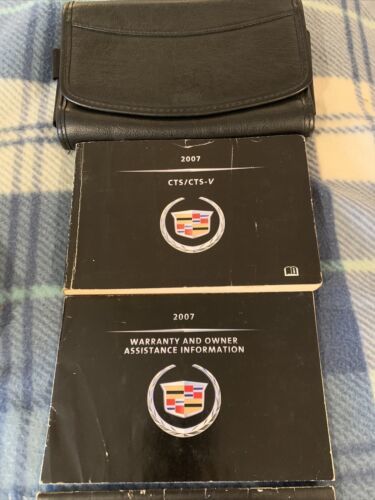 2007
CTS/CTS-V
2007
WARRANTY AND OWNER
ASSISTANCE INFORMATION